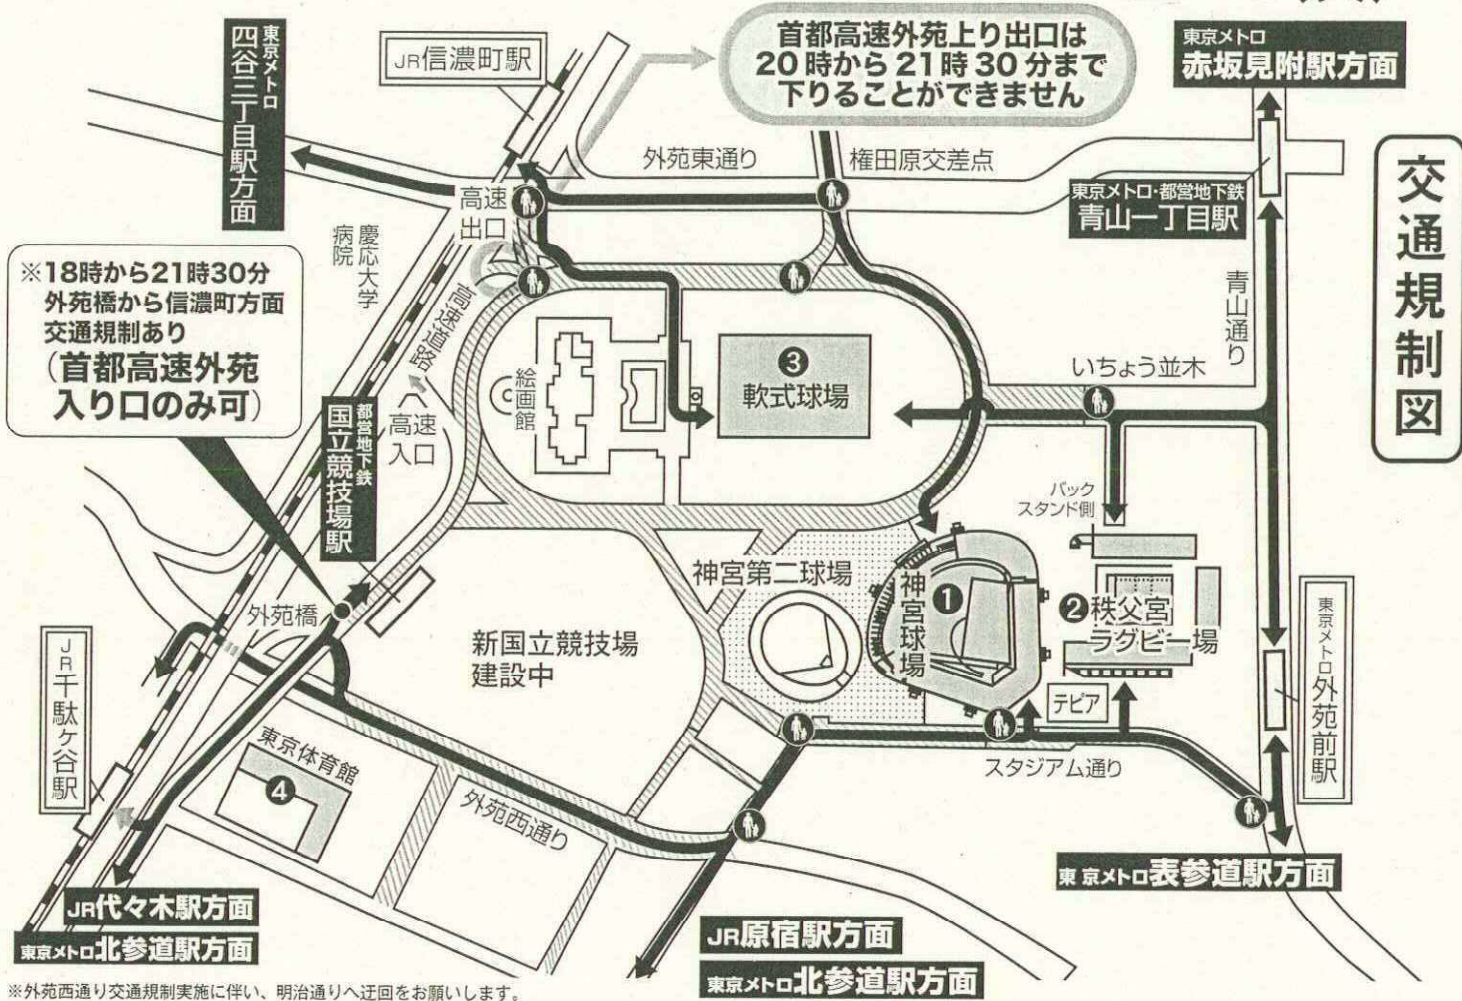 首都高速外苑上り出口は
20時から21時30分まで
下りることができません
東京メトロ
赤坂見附駅方面
東京メトロ
四谷三丁目駅方面
JR信濃町駅
外苑東通り
権田原交差点
交通規制図
東京メトロ・都営地下鉄
青山一丁目駅
高速
出口
慶応大学
病院
※18時から21時30分
外苑橋から信濃町方面
交通規制あり
(首都高速外苑
入り口のみ可)
高速道路
青山通り
絵画館
❸
軟式球場
いちょう並木
高速
入口
都営地下鉄
国立競技場駅
バック
スタンド側
神宮第二球場
神宮球場
❶
❷秩父宮
ラグビー場
外苑橋
新国立競技場
建設中
東京メトロ
外苑前駅
JR千駄ヶ谷駅
テピア
東京体育館
❹
スタジアム通り
外苑西通り
東京メトロ表参道駅方面
JR代々木駅方面
東京メトロ北参道駅方面
JR原宿駅方面
東京メトロ北参道駅方面
※外苑西通り交通規制実施に伴い、明治通りへ迂回をお願いします。